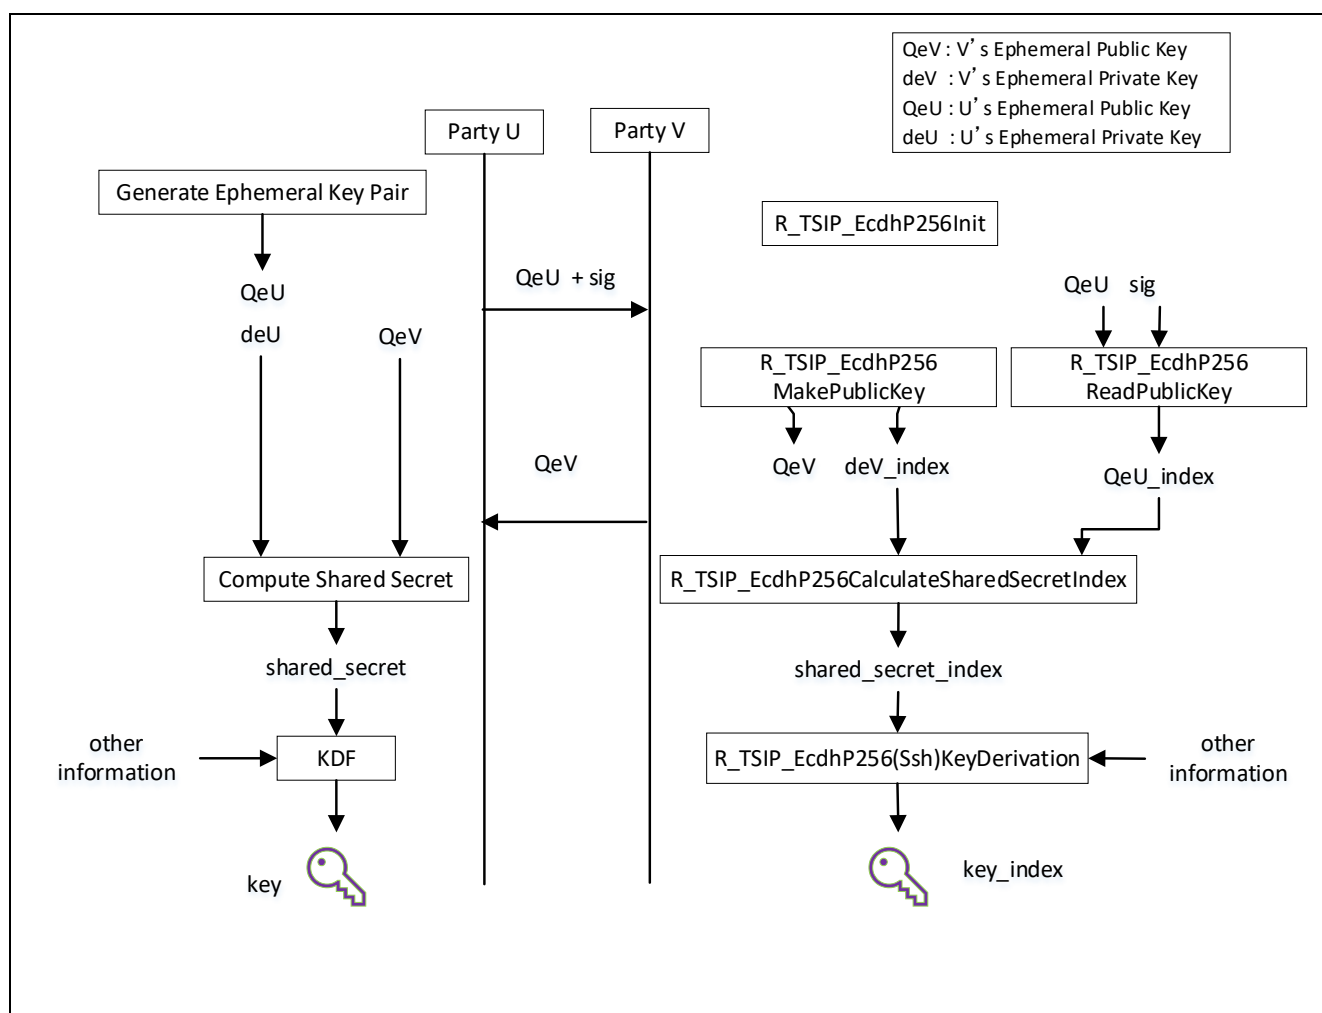 QeV : V's Ephemeral Public Key
deV : V's Ephemeral Private Key
QeU : U's Ephemeral Public Key
deU : U's Ephemeral Private Key
Party U
Party V
Generate Ephemeral Key Pair
R_TSIP_EcdhP256Init
QeU + sig
QeU
deU
QeV
QeU sig
R_TSIP_EcdhP256
MakePublicKey
R_TSIP_EcdhP256
ReadPublicKey
QeV
QeV
deV_index
QeU_index
Compute Shared Secret
R_TSIP_EcdhP256CalculateSharedSecretIndex
shared_secret
shared_secret_index
other
information
KDF
R_TSIP_EcdhP256(Ssh)KeyDerivation
other
information
key
key_index